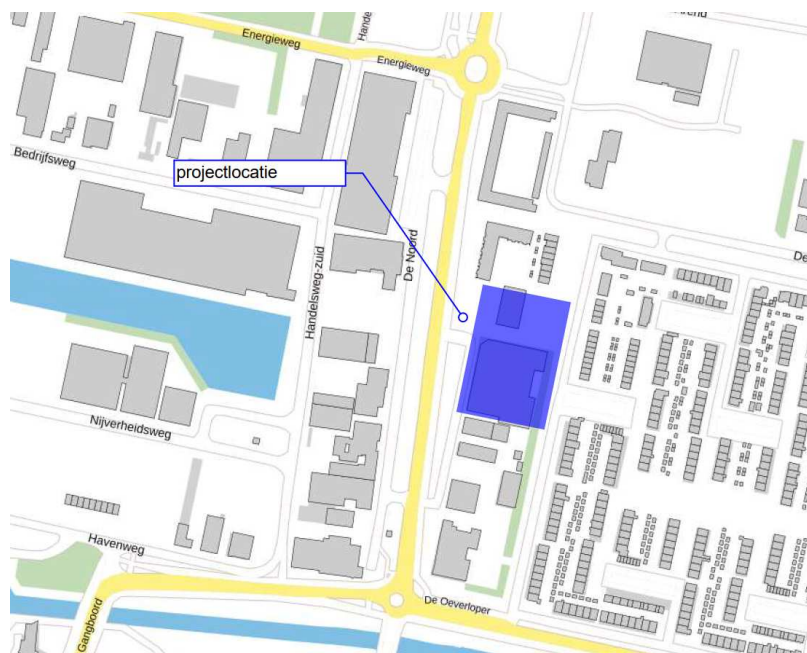 Energieweg
Energieweg
Bedrijfsweg
projectlocatie
De Noord
Handelsweg-zuid
Nijverheidsweg
Havenweg
Gangboord
De Oeverloper